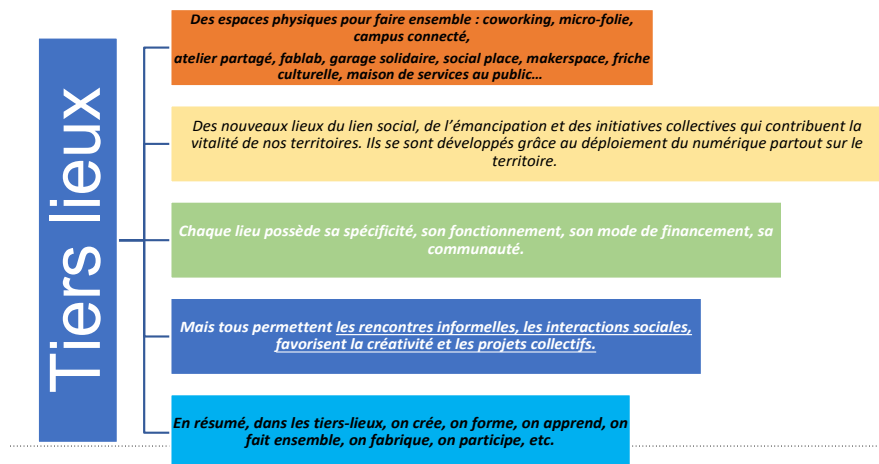 Tiers lieux
Des espaces physiques pour faire ensemble : coworking, micro-folie,
campus connecté,
atelier partagé, fablab, garage solidaire, social place, makerspace, friche
culturelle, maison de services au public…
Des nouveaux lieux du lien social, de l’émancipation et des initiatives collectives qui contribuent la
vitalité de nos territoires. Ils se sont développés grâce au déploiement du numérique partout sur le
territoire.
Chaque lieu possède sa spécificité, son fonctionnement, son mode de financement, sa
communauté.
Mais tous permettent les rencontres informelles, les interactions sociales,
favorisent la créativité et les projets collectifs.
En résumé, dans les tiers-lieux, on crée, on forme, on apprend, on
fait ensemble, on fabrique, on participe, etc.